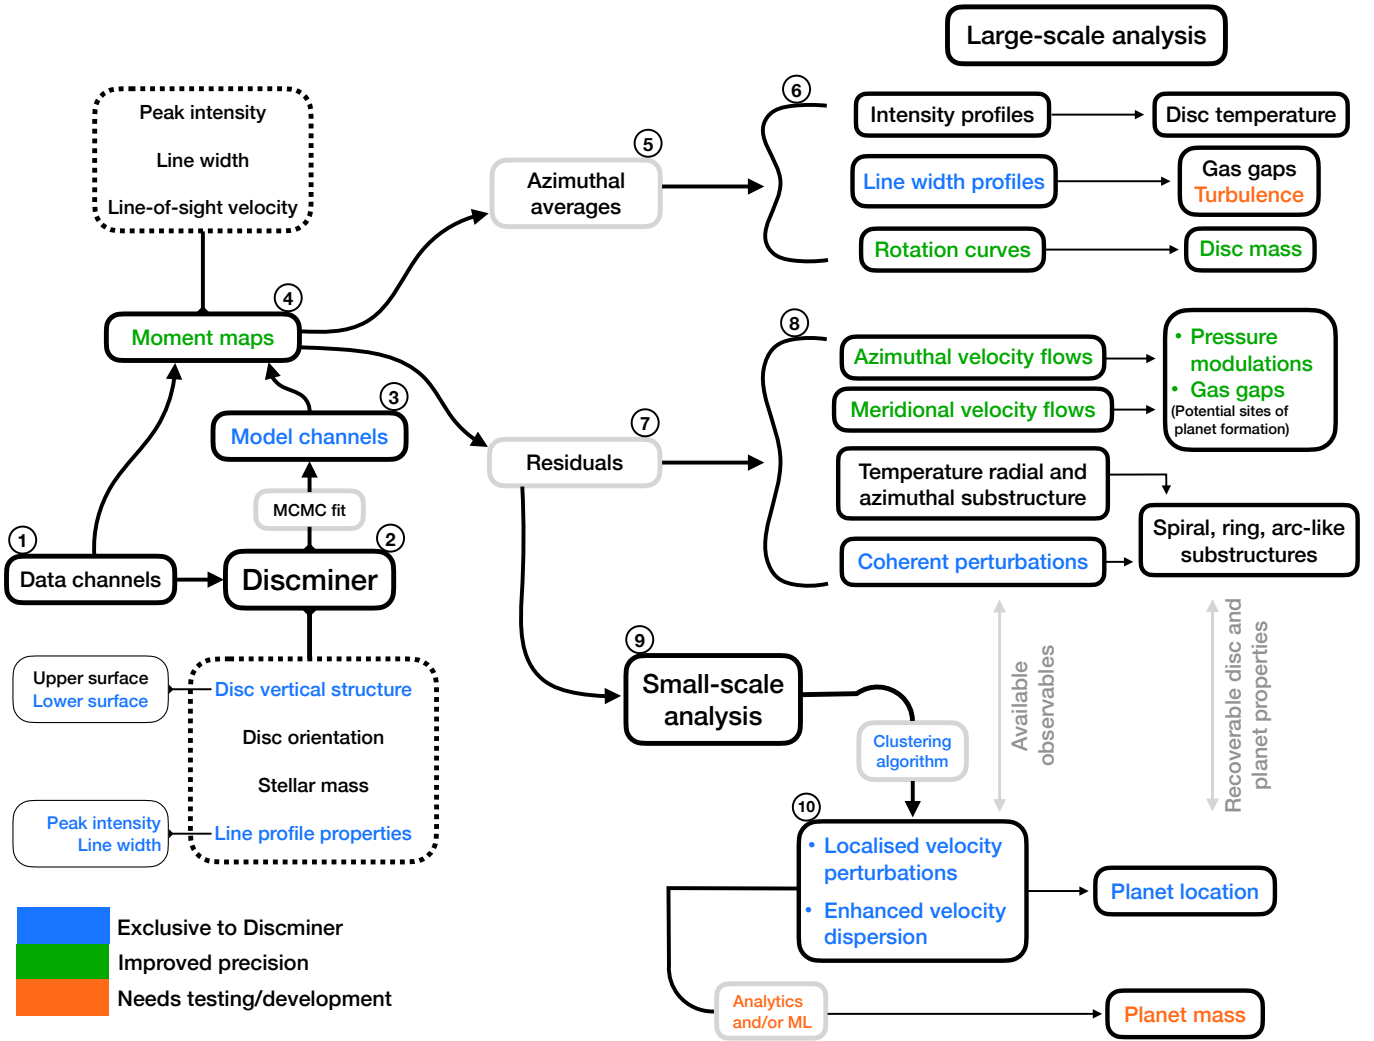 Large-scale analysis
Peak intensity
Line width
Line-of-sight velocity
4
Moment maps
3
Model channels
MCMC fit
1
Data channels
2
Discminer
Upper surface
Lower surface
Disc vertical structure
Disc orientation
Stellar mass
Peak intensity
Line width
Line profile properties
5
Azimuthal
averages
6
Intensity profiles
Disc temperature
Line width profiles
Gas gaps
Turbulence
Rotation curves
Disc mass
7
Residuals
8
Azimuthal velocity flows
Meridional velocity flows
• Pressure
modulations
• Gas gaps
(Potential sites of
planet formation)
Temperature radial and
azimuthal substructure
Coherent perturbations
Spiral, ring, arc-like
substructures
9
Small-scale
analysis
Clustering
algorithm
Available
observables
Recoverable disc and
planet properties
10
• Localised velocity
perturbations
• Enhanced velocity
dispersion
Planet location
Analytics
and/or ML
Planet mass
Exclusive to Discminer
Improved precision
Needs testing/development